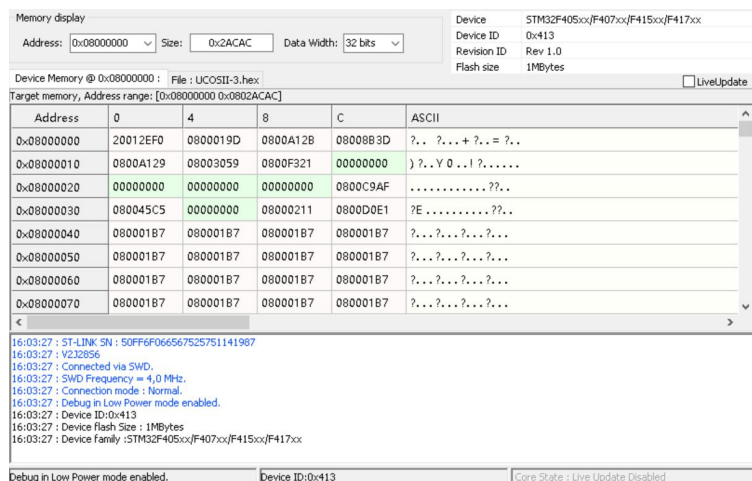 Memory display
Address: 0x08000000 Size: 0x2ACAC Data Width: 32 bits
Device STM32F405xx/F407xx/F415xx/F417xx
Device ID 0x413
Revision ID Rev 1.0
Flash size 1MBytes
LiveUpdate
Device Memory @ 0x08000000 : File : UCOSII-3.hex
Target memory, Address range: [0x08000000 0x0802ACAC]
Address 0 4 8 C ASCII
0x08000000 20012EF0 0800019D 0800A12B 08008B3D ?.. ?...+ ?.. = ?..
0x08000010 0800A129 08003059 0800F321 00000000 ) ?.. Y 0 .. ! ?......
0x08000020 00000000 00000000 00000000 0800C9AF ............??..
0x08000030 080045C5 00000000 08000211 0800D0E1 ?E..........??..
0x08000040 080001B7 080001B7 080001B7 080001B7 ?...?...?...?...
0x08000050 080001B7 080001B7 080001B7 080001B7 ?...?...?...?...
0x08000060 080001B7 080001B7 080001B7 080001B7 ?...?...?...?...
0x08000070 080001B7 080001B7 080001B7 080001B7 ?...?...?...?...
16:03:27 : ST-LINK SN : 50FF6F066567525751141987
16:03:27 : V2J28S6
16:03:27 : Connected via SWD.
16:03:27 : SWD Frequency = 4,0 MHz.
16:03:27 : Connection mode : Normal.
16:03:27 : Debug in Low Power mode enabled.
16:03:27 : Device ID:0x413
16:03:27 : Device flash Size : 1MBytes
16:03:27 : Device family :STM32F405xx/F407xx/F415xx/F417xx
Debug in Low Power mode enabled. Device ID:0x413 Core State : Live Update Disabled